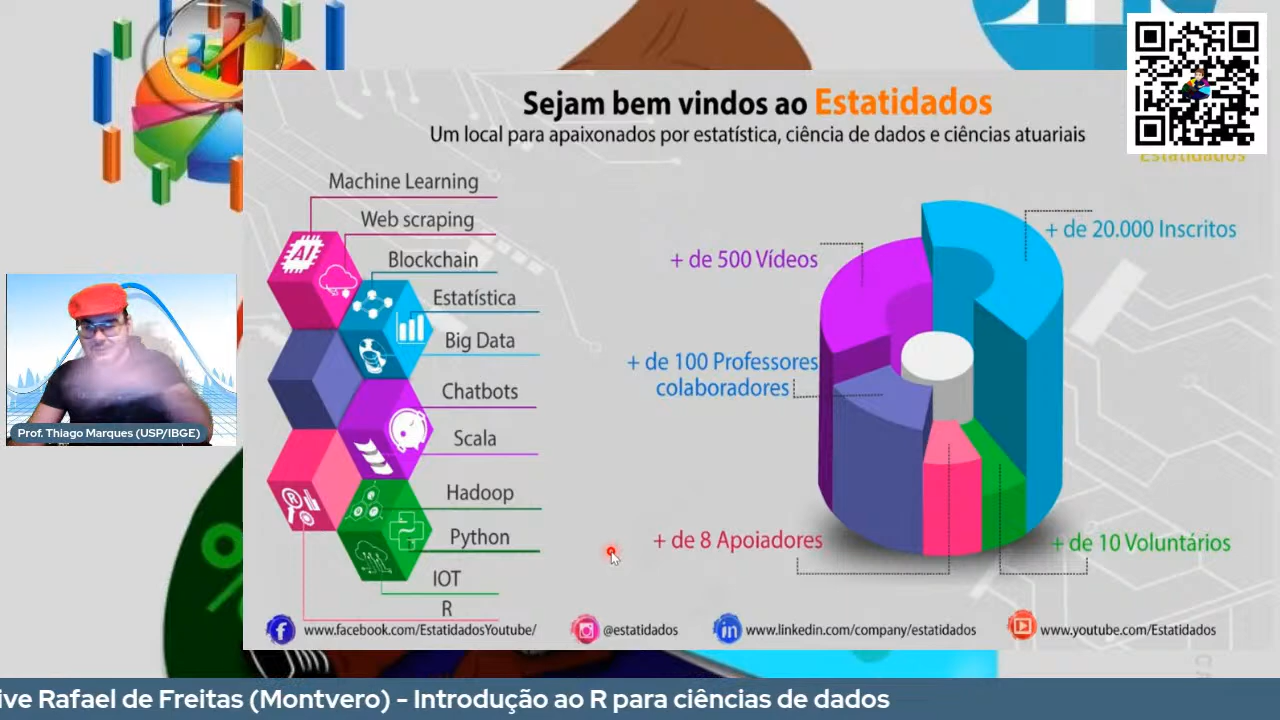 Sejam bem vindos ao Estatidados
Um local para apaixonados por estatística, ciência de dados e ciências atuariais
Estatidados
Machine Learning
Web scraping
Blockchain
Estatística
Big Data
Chatbots
Scala
Hadoop
Python
IOT
R
AI
R
+ de 500 Vídeos
+ de 20.000 Inscritos
+ de 100 Professores
colaboradores
+ de 8 Apoiadores
+ de 10 Voluntários
Prof. Thiago Marques (USP/IBGE)
%
www.facebook.com/EstatidadosYoutube/
@estatidados
www.linkedin.com/company/estatidados
www.youtube.com/Estatidados
ive Rafael de Freitas (Montvero) - Introdução ao R para ciências de dados